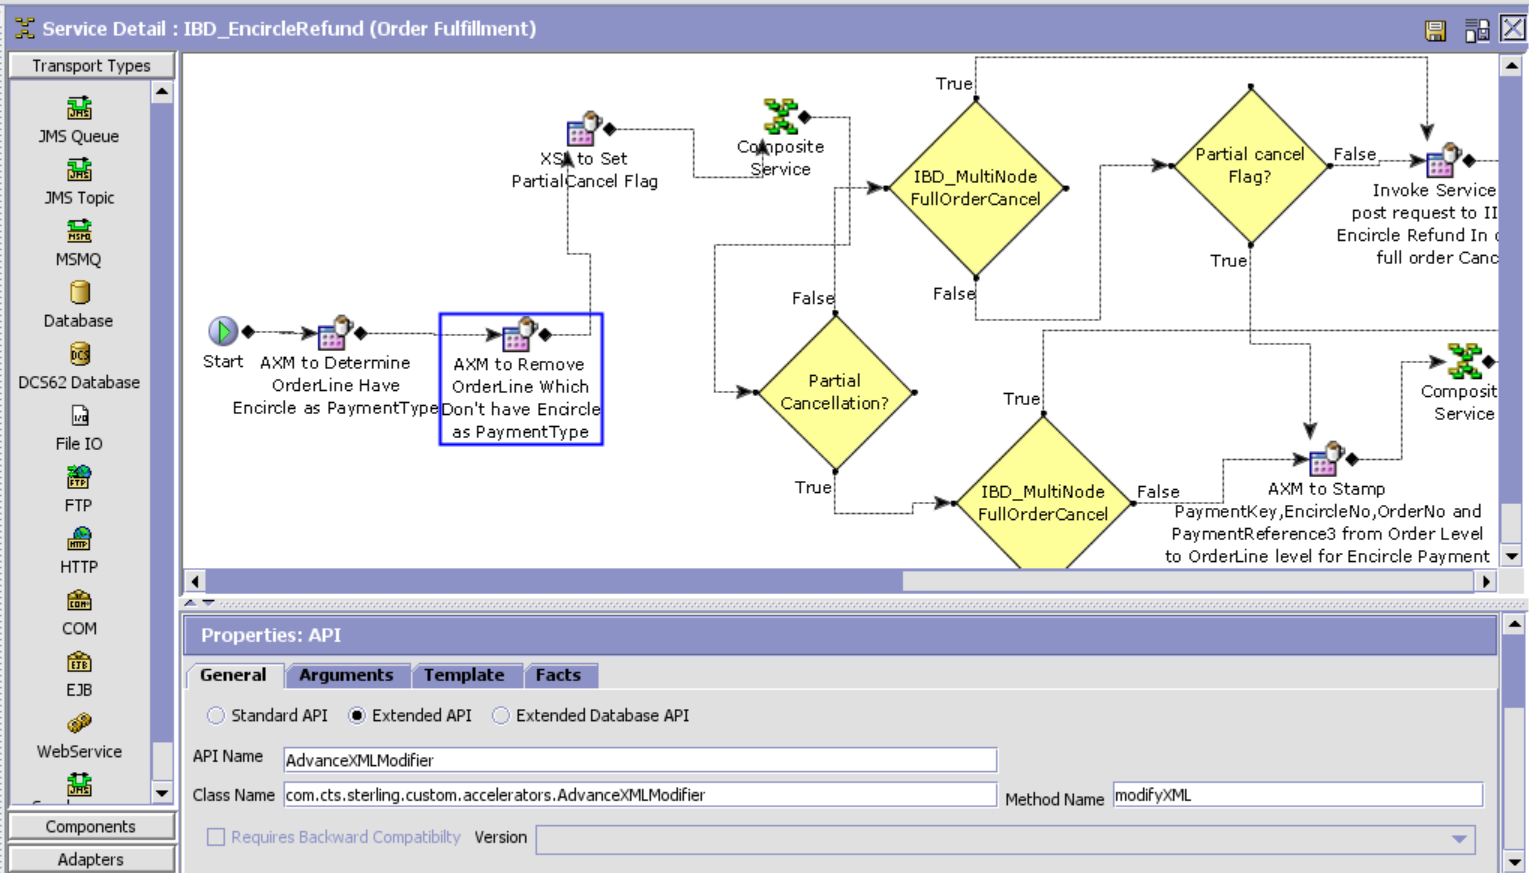 Service Detail : IBD_EncircleRefund (Order Fulfillment)
Transport Types
JMS Queue
JMS Topic
MSMQ
Database
DCS62 Database
File IO
FTP
HTTP
COM
EJB
WebService
Components
Adapters
Start
AXM to Determine
OrderLine Have
Encircle as PaymentType
AXM to Remove
OrderLine Which
Don't have Encircle
as PaymentType
XSL to Set
PartialCancel Flag
Composite
Service
True
IBD_MultiNode
FullOrderCancel
False
Partial cancel
Flag?
False
True
Invoke Service
post request to II
Encircle Refund In
full order Canc
False
Partial
Cancellation?
True
True
IBD_MultiNode
FullOrderCancel
False
Composit
Service
AXM to Stamp
PaymentKey,EncircleNo,OrderNo and
PaymentReference3 from Order Level
to OrderLine level for Encircle Payment
Properties: API
General Arguments Template Facts
Standard API Extended API Extended Database API
API Name AdvanceXMLModifier
Class Name com.cts.sterling.custom.accelerators.AdvanceXMLModifier Method Name modifyXML
Requires Backward Compatibilty Version